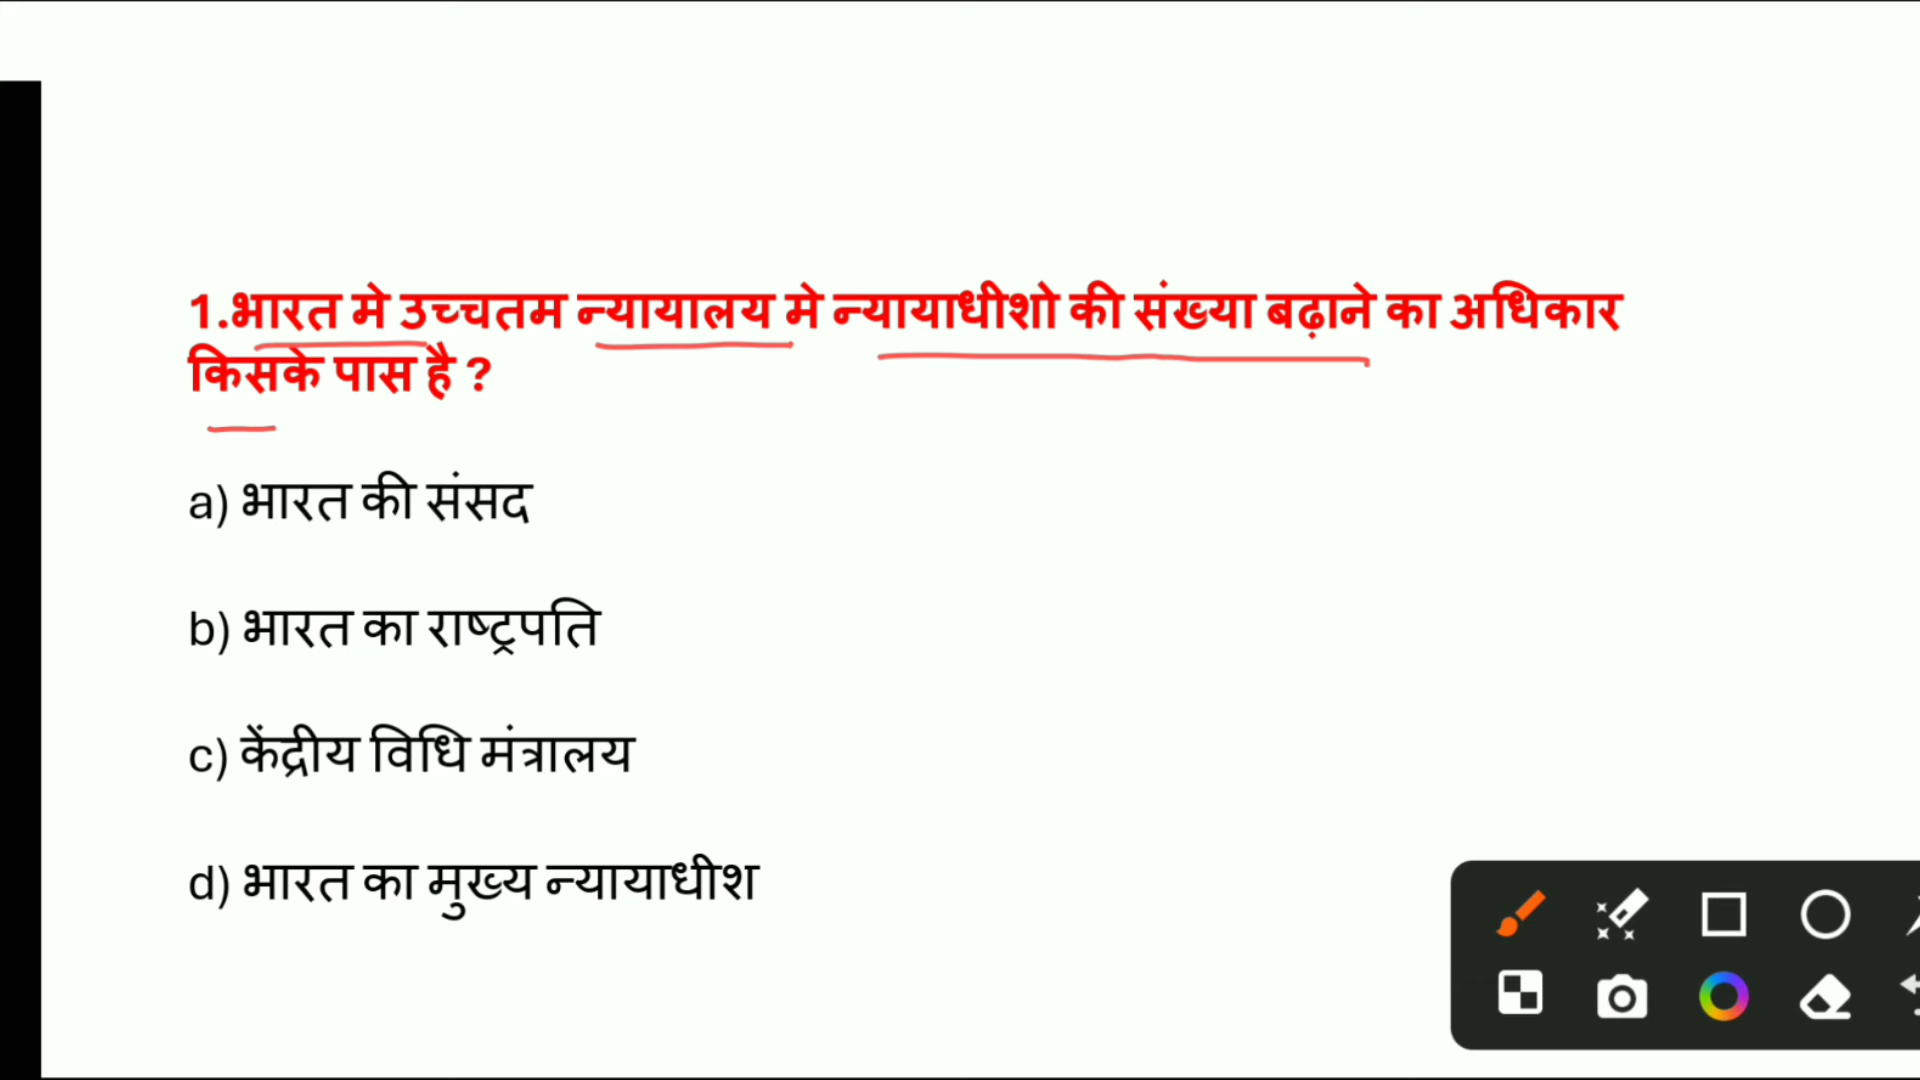 1.भारत मे उच्चतम न्यायालय मे न्यायाधीशो की संख्या बढ़ाने का अधिकार
किसके पास है ?
a) भारत की संसद
b) भारत का राष्ट्रपति
c) केंद्रीय विधि मंत्रालय
d) भारत का मुख्य न्यायाधीश